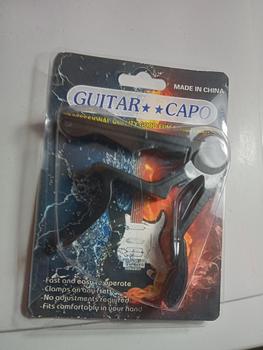 MADE IN CHINA
GUITAR★★CAPO
Fast and easy to operate
Clamps on any fret
No adjustments required
Fits comfortably in your hand